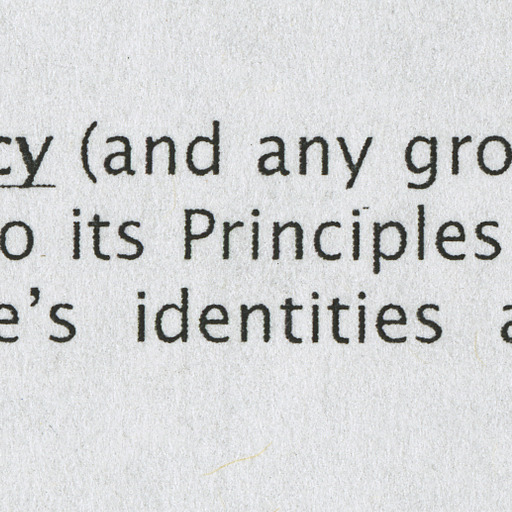 cy (and any gro
o its Principles
e's identities a